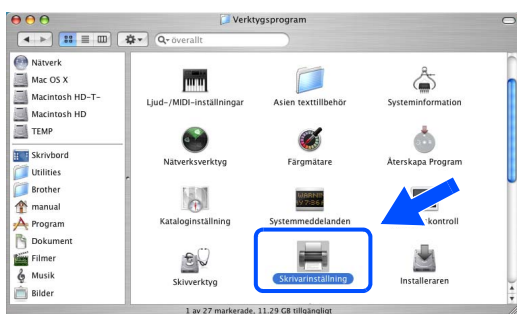 Verktygsprogram
överallt
Nätverk
Mac OS X
Macintosh HD-T-
Macintosh HD
TEMP
Skrivbord
Utilities
Brother
manual
Program
Dokument
Filmer
Musik
Bilder
Ljud-/MIDI-inställningar
Asien texttillbehör
Systeminformation
Nätverksverktyg
Färgmätare
Återskapa Program
Kataloginställning
Systemmeddelanden
kontroll
Skivverktyg
Skrivarinställning
Installeraren
1 av 27 markerade, 11.29 GB tillgängligt